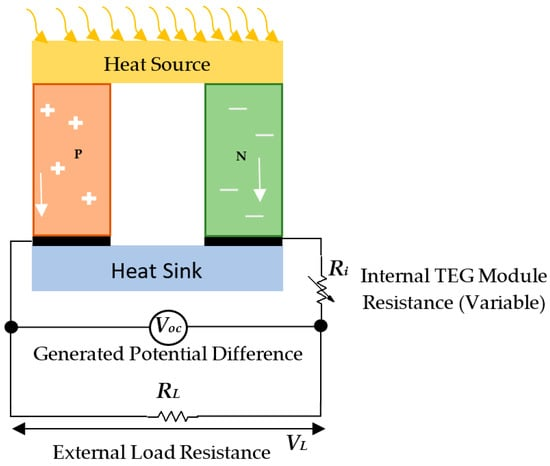 Heat Source
P
N
Heat Sink
Ri
Internal TEG Module
Resistance (Variable)
Voc
Generated Potential Difference
RL
VL
External Load Resistance